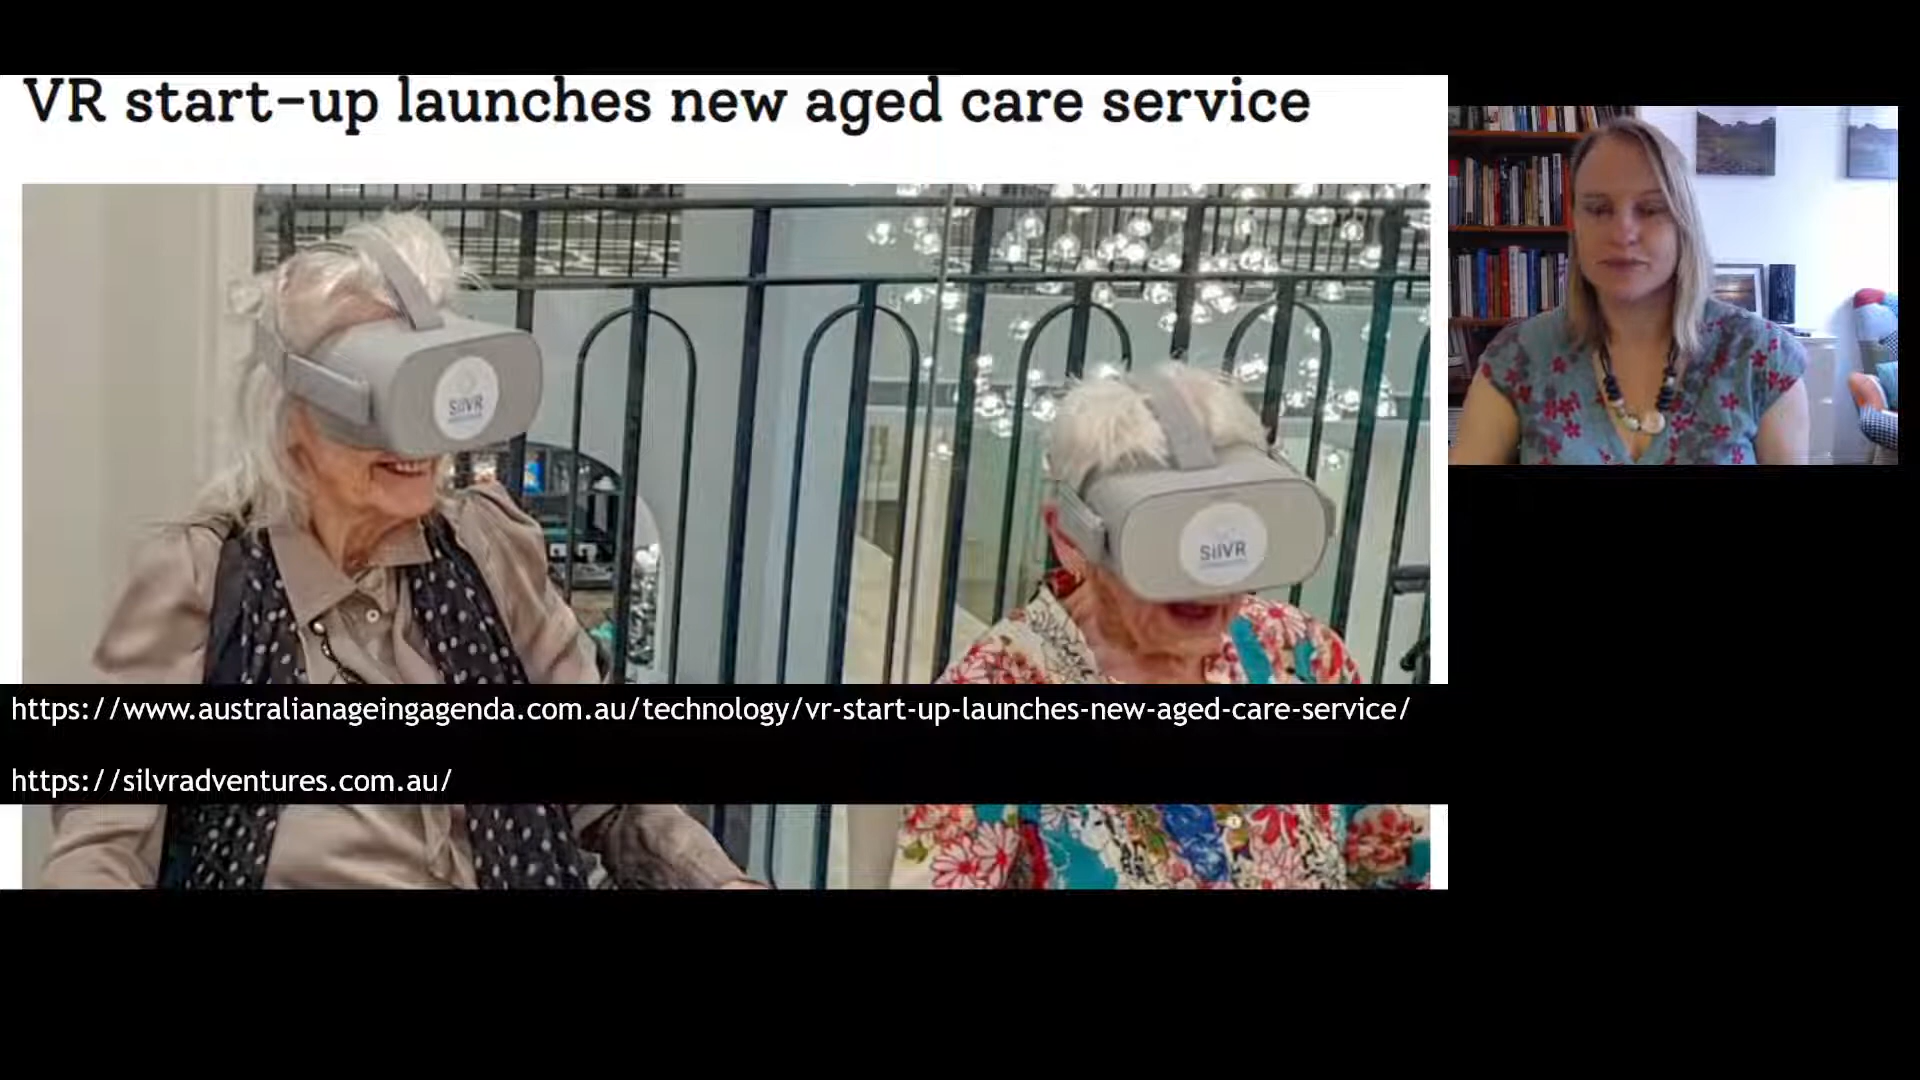 VR start-up launches new aged care service
SilVR
SilVR
https://www.australianageingagenda.com.au/technology/vr-start-up-launches-new-aged-care-service/
https://silvradventures.com.au/